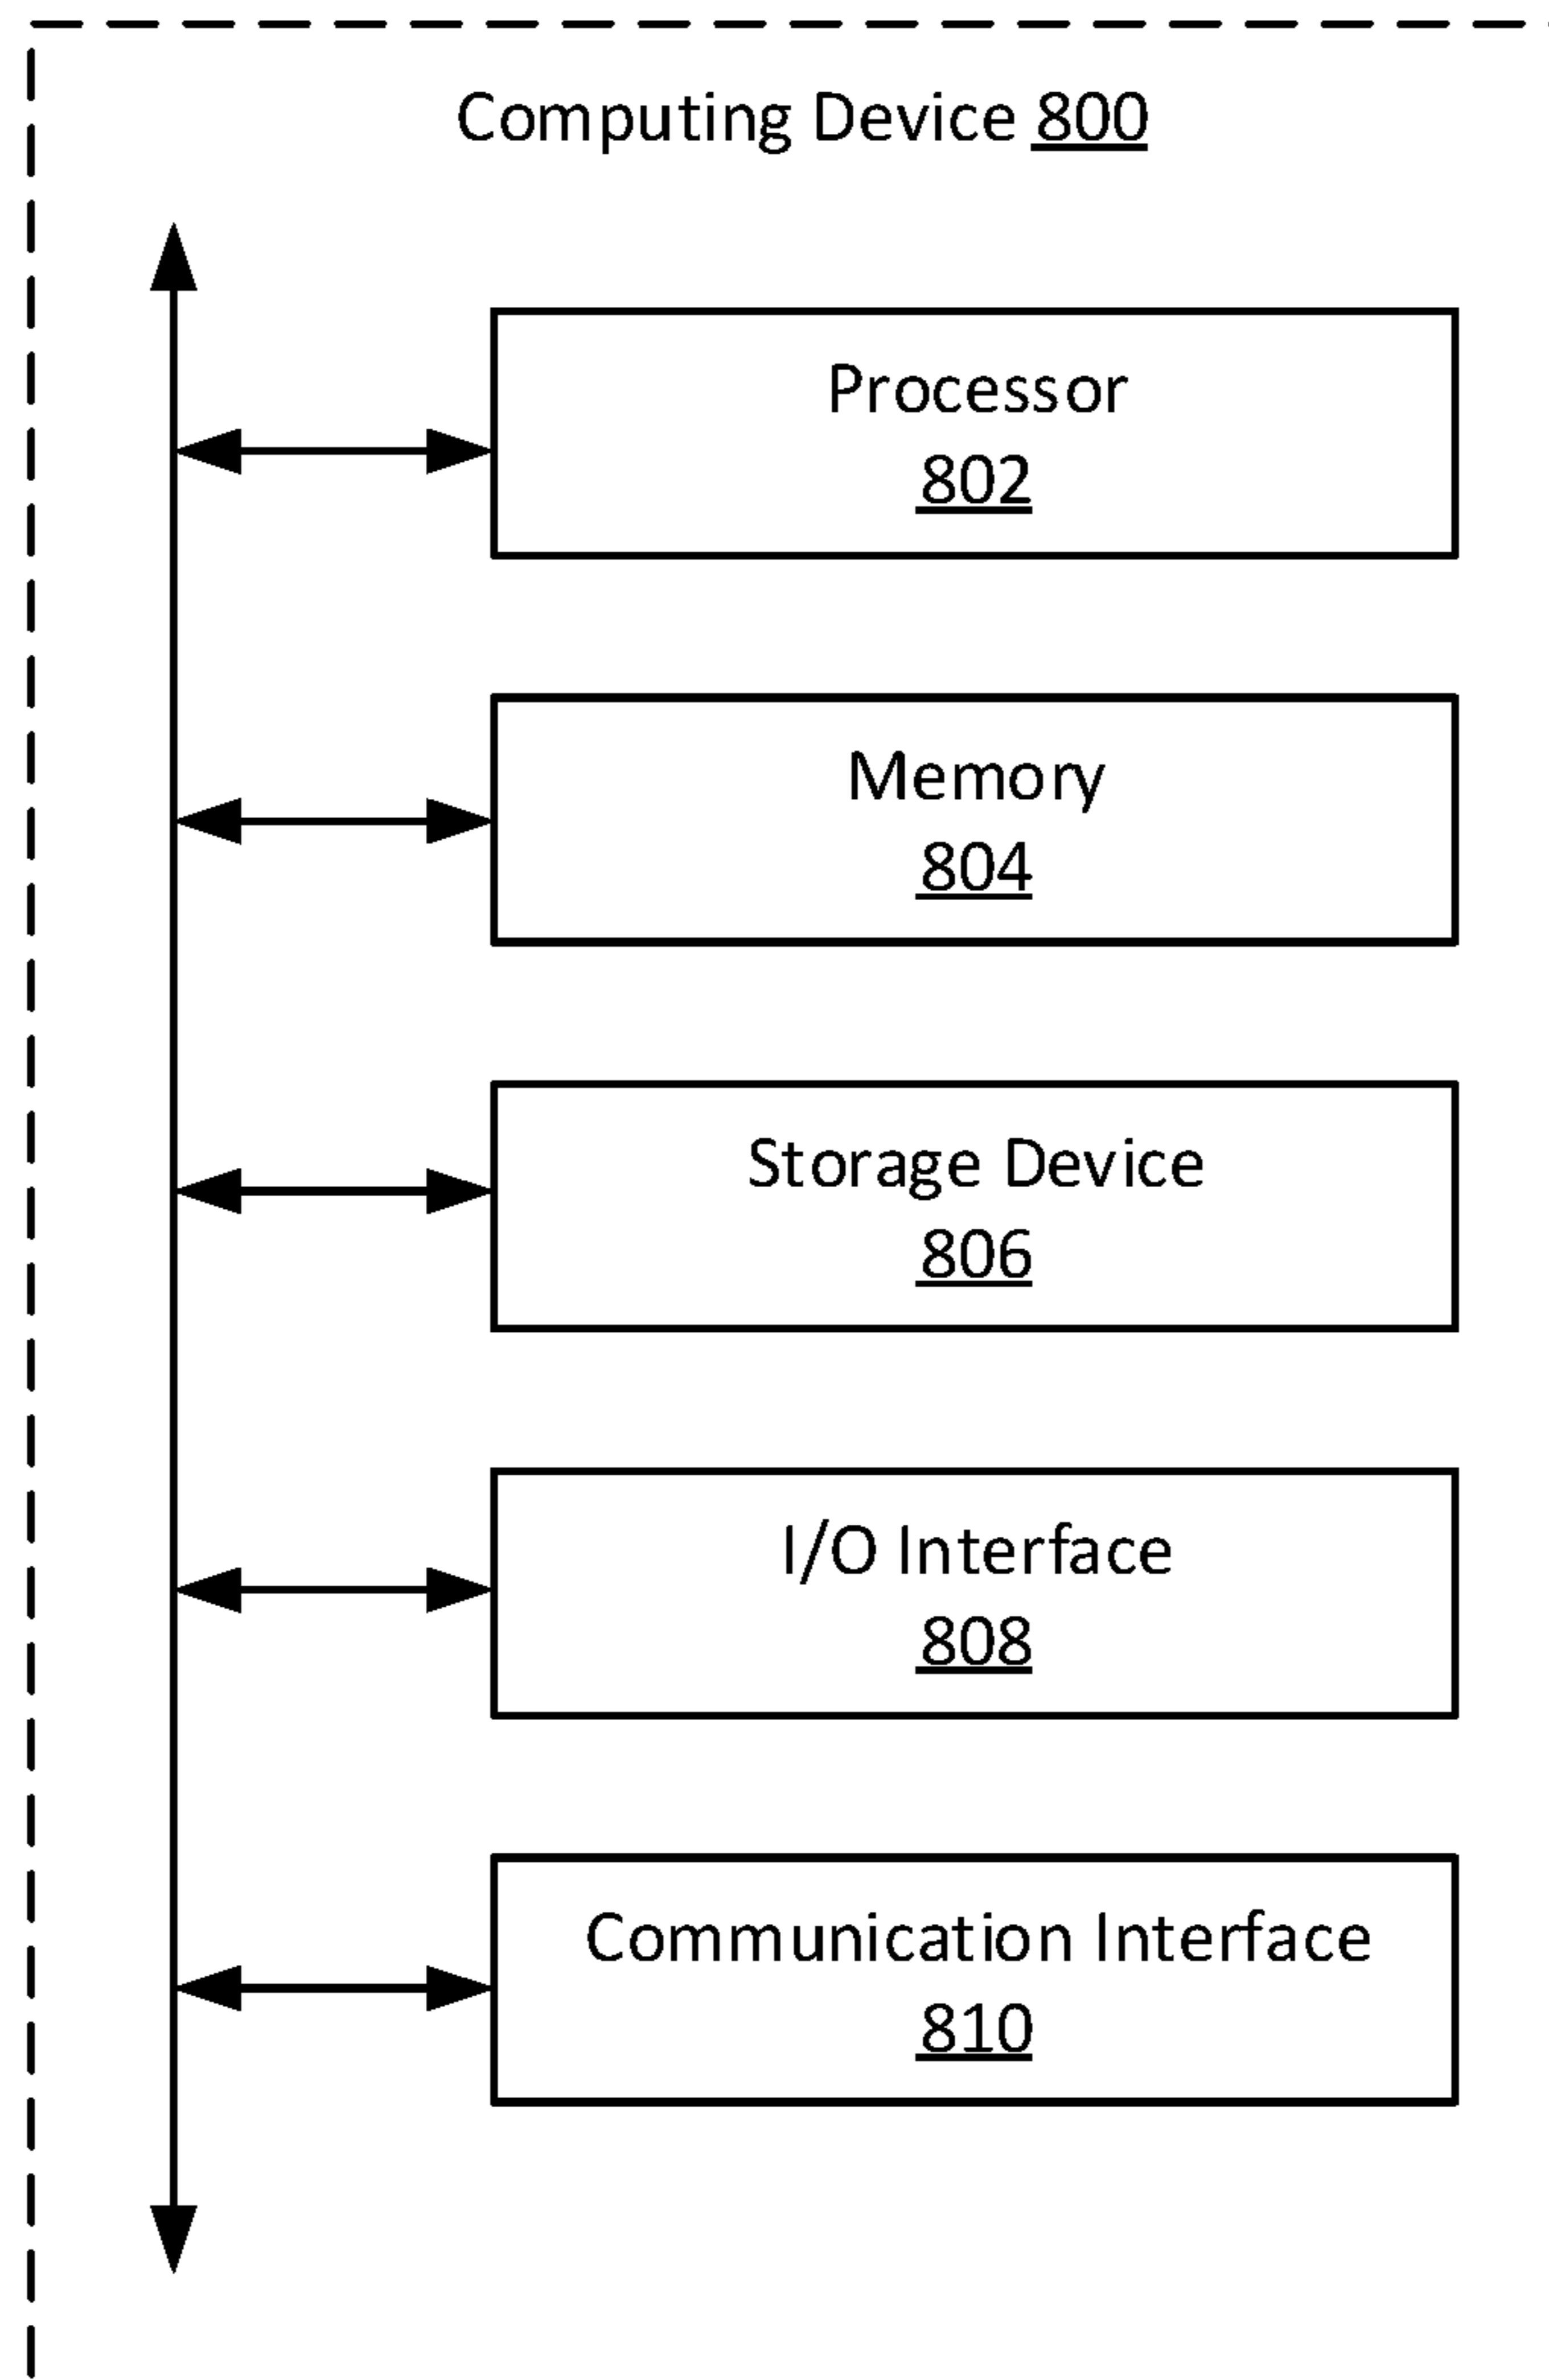 Computing Device 800
Processor
802
Memory
804
Storage Device
806
I/O Interface
808
Communication Interface
810